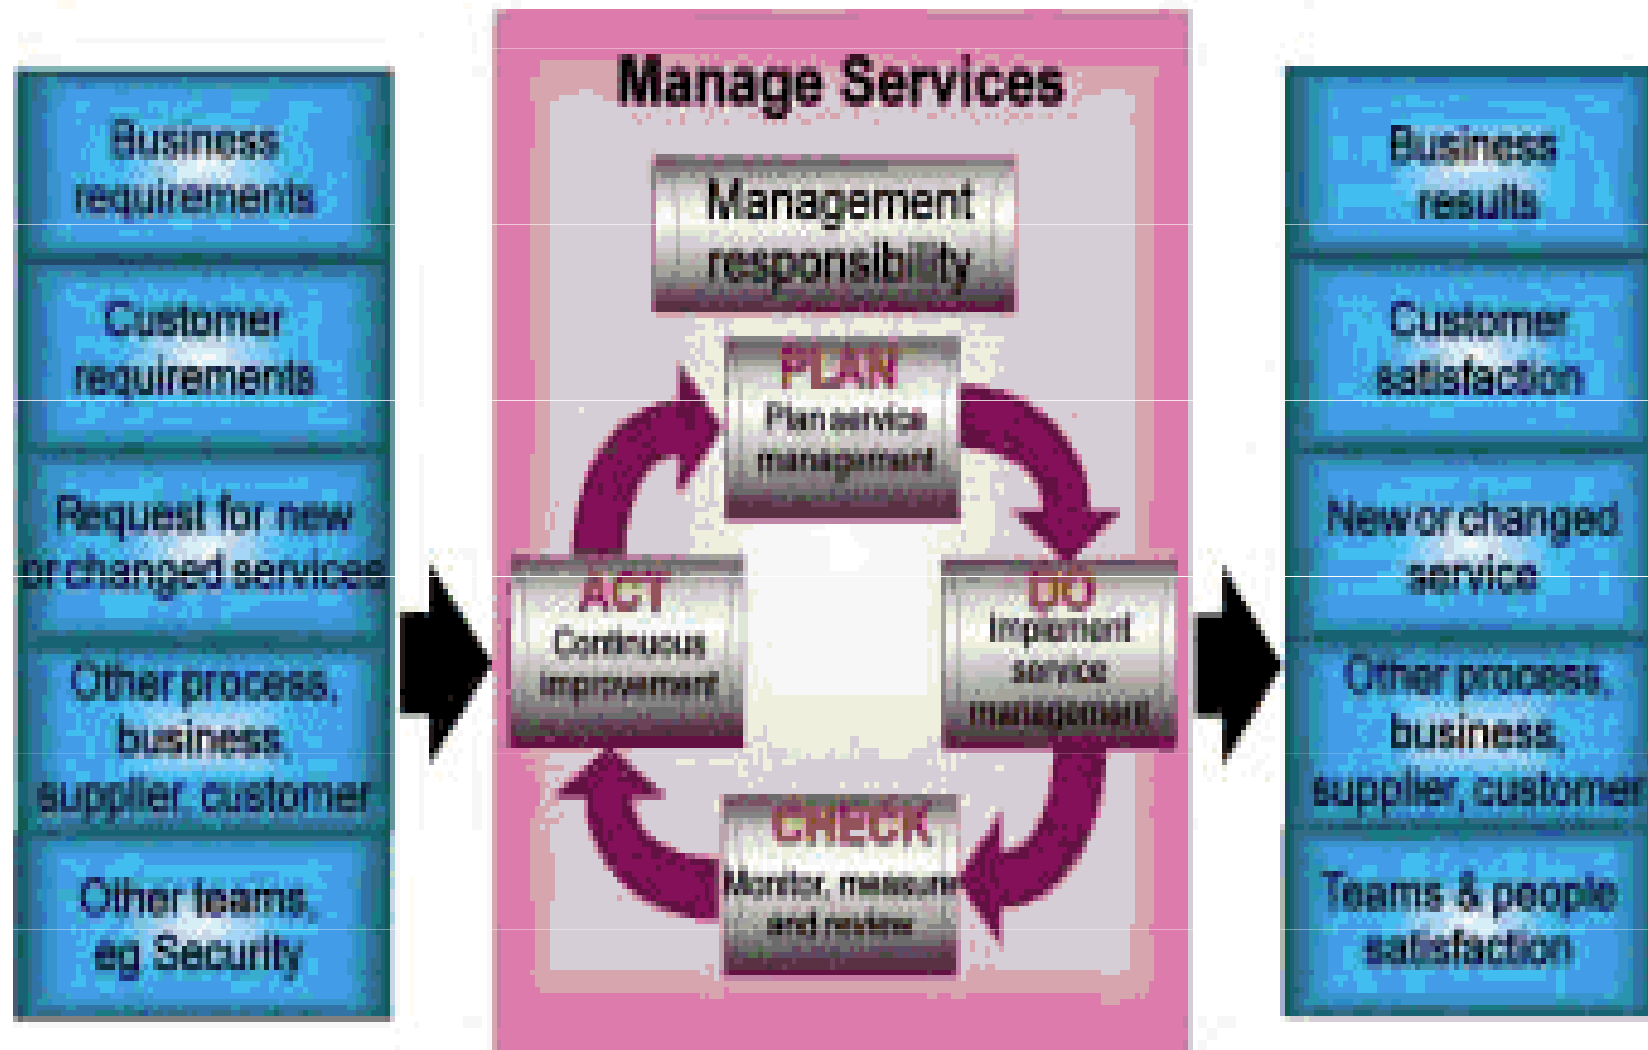 Business
requirements
Customer
requirements
Request for new
or changed services
Other process,
business,
supplier, customer
Other teams,
eg Security
Manage Services
Management
responsibility
PLAN
Plan service
management
ACT
Continuous
Improvement
DO
Implement
service
management
CHECK
Monitor, measure
and review
Business
results
Customer
satisfaction
New or changed
service
Other process,
business,
supplier, customer
Teams & people
satisfaction